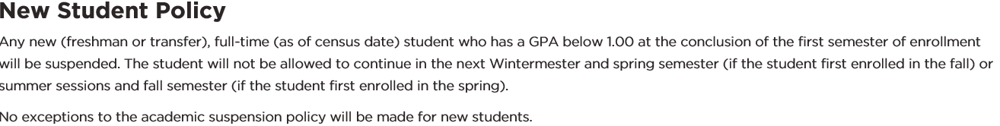 New Student Policy
Any new (freshman or transfer), full-time (as of census date) student who has a GPA below 1.00 at the conclusion of the first semester of enrollment
will be suspended. The student will not be allowed to continue in the next Wintermester and spring semester (if the student first enrolled in the fall) or
summer sessions and fall semester (if the student first enrolled in the spring).
No exceptions to the academic suspension policy will be made for new students.